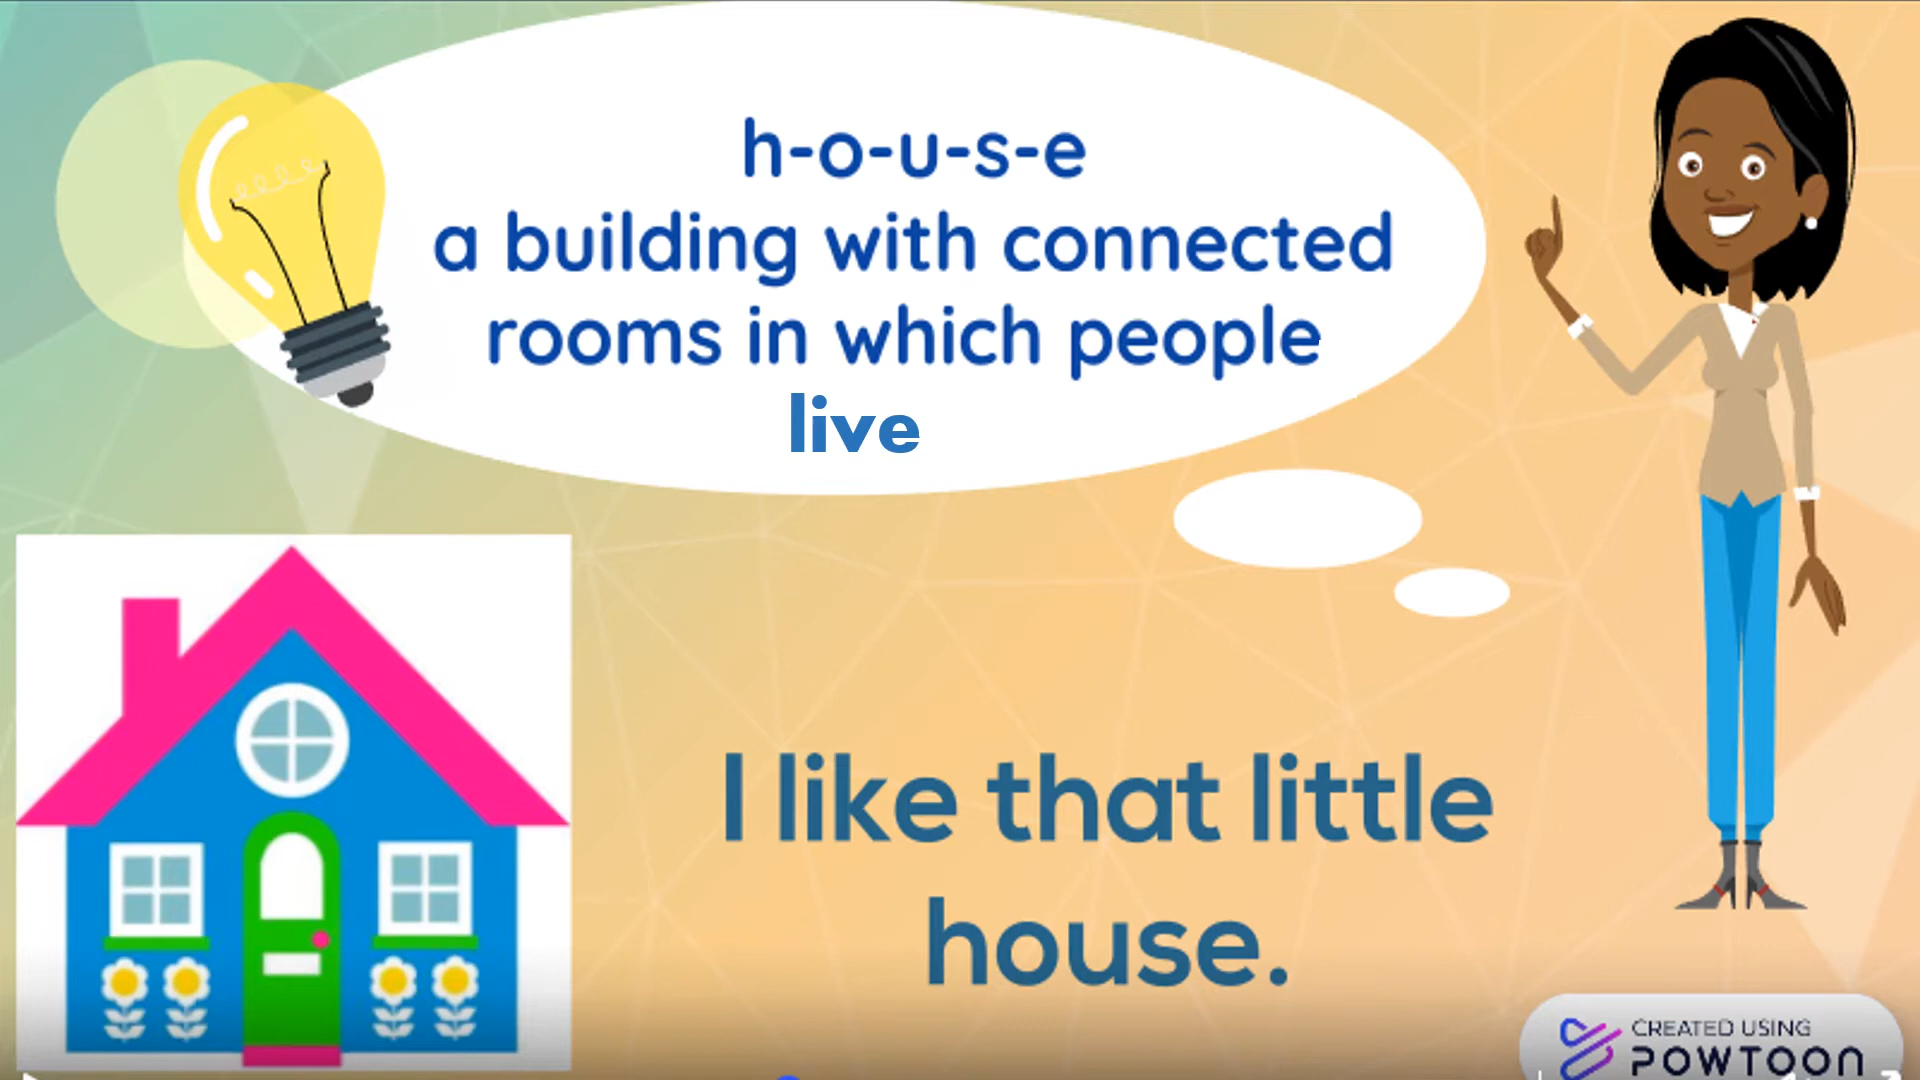 h-o-u-s-e
a building with connected
rooms in which people
live
I like that little
house.
CREATED USING
POWTOON